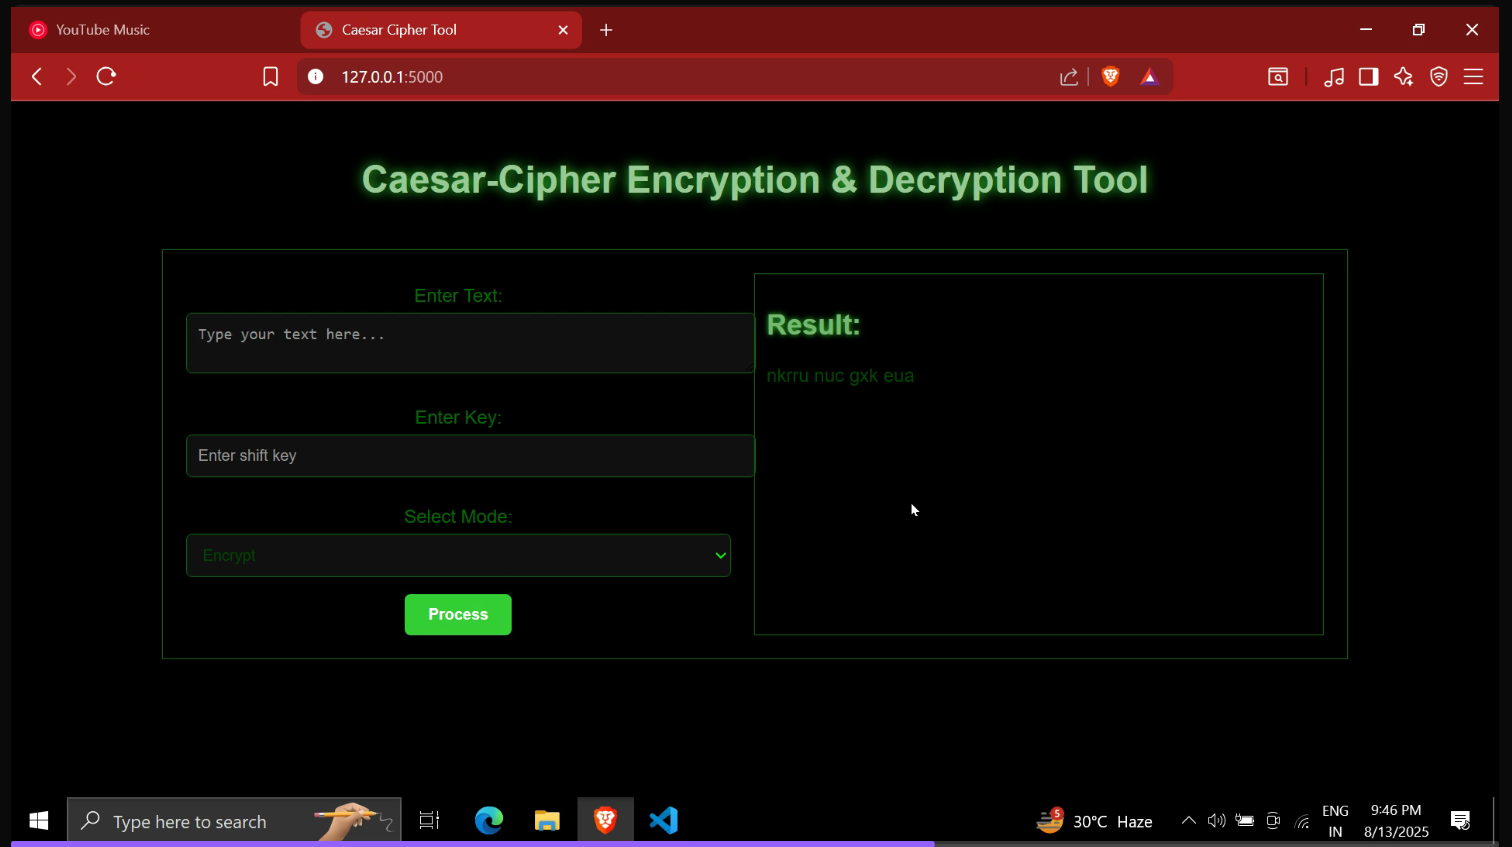 YouTube Music
Caesar Cipher Tool
127.0.0.1:5000
Caesar-Cipher Encryption & Decryption Tool
Enter Text:
Type your text here...
Enter Key:
Enter shift key
Select Mode:
Encrypt
Process
Result:
nkrru nuc gxk eua
Type here to search
5
30°C Haze
ENG
IN
9:46 PM
8/13/2025